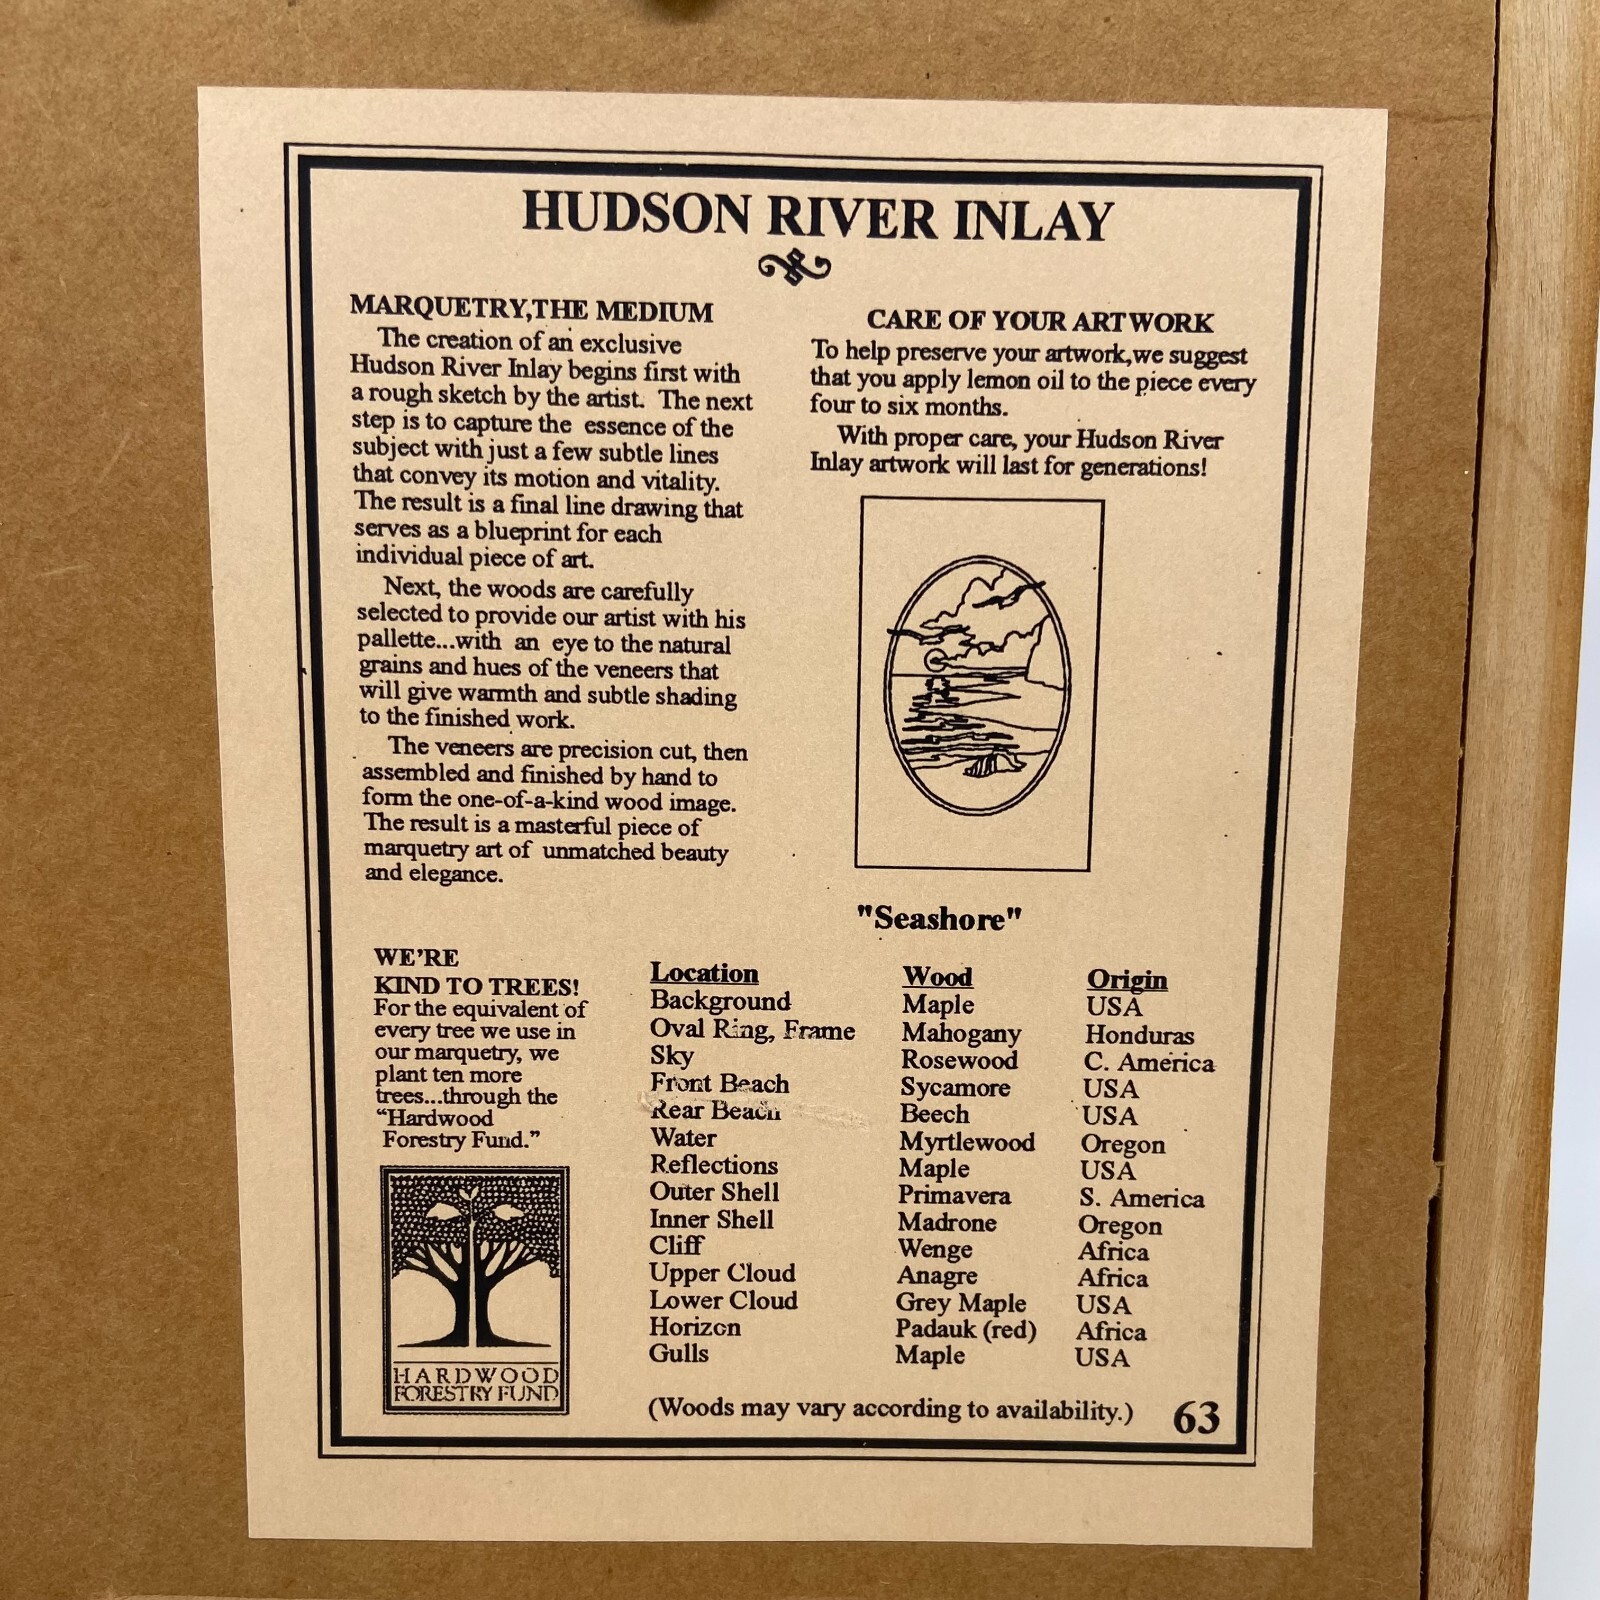 HUDSON RIVER INLAY
MARQUETRY,THE MEDIUM
The creation of an exclusive
Hudson River Inlay begins first with
a rough sketch by the artist. The next
step is to capture the essence of the
subject with just a few subtle lines
that convey its motion and vitality.
The result is a final line drawing that
serves as a blueprint for each
individual piece of art.
Next, the woods are carefully
selected to provide our artist with his
pallette...with an eye to the natural
grains and hues of the veneers that
will give warmth and subtle shading
to the finished work.
The veneers are precision cut, then
assembled and finished by hand to
form the one-of-a-kind wood image.
The result is a masterful piece of
marquetry art of unmatched beauty
and elegance.
CARE OF YOUR ARTWORK
To help preserve your artwork,we suggest
that you apply lemon oil to the piece every
four to six months.
With proper care, your Hudson River
Inlay artwork will last for generations!
"Seashore"
WE'RE
KIND TO TREES!
For the equivalent of
every tree we use in
our marquetry, we
plant ten more
trees...through the
“Hardwood
Forestry Fund.”
HARDWOOD
FORESTRY FUND
Location Wood Origin
Background Maple USA
Oval Ring, Frame Mahogany Honduras
Sky Rosewood C. America
Front Beach Sycamore USA
Rear Beach Beech USA
Water Myrtlewood Oregon
Reflections Maple USA
Outer Shell Primavera S. America
Inner Shell Madrone Oregon
Cliff Wenge Africa
Upper Cloud Anagre Africa
Lower Cloud Grey Maple USA
Horizon Padauk (red) Africa
Gulls Maple USA
(Woods may vary according to availability.) 63